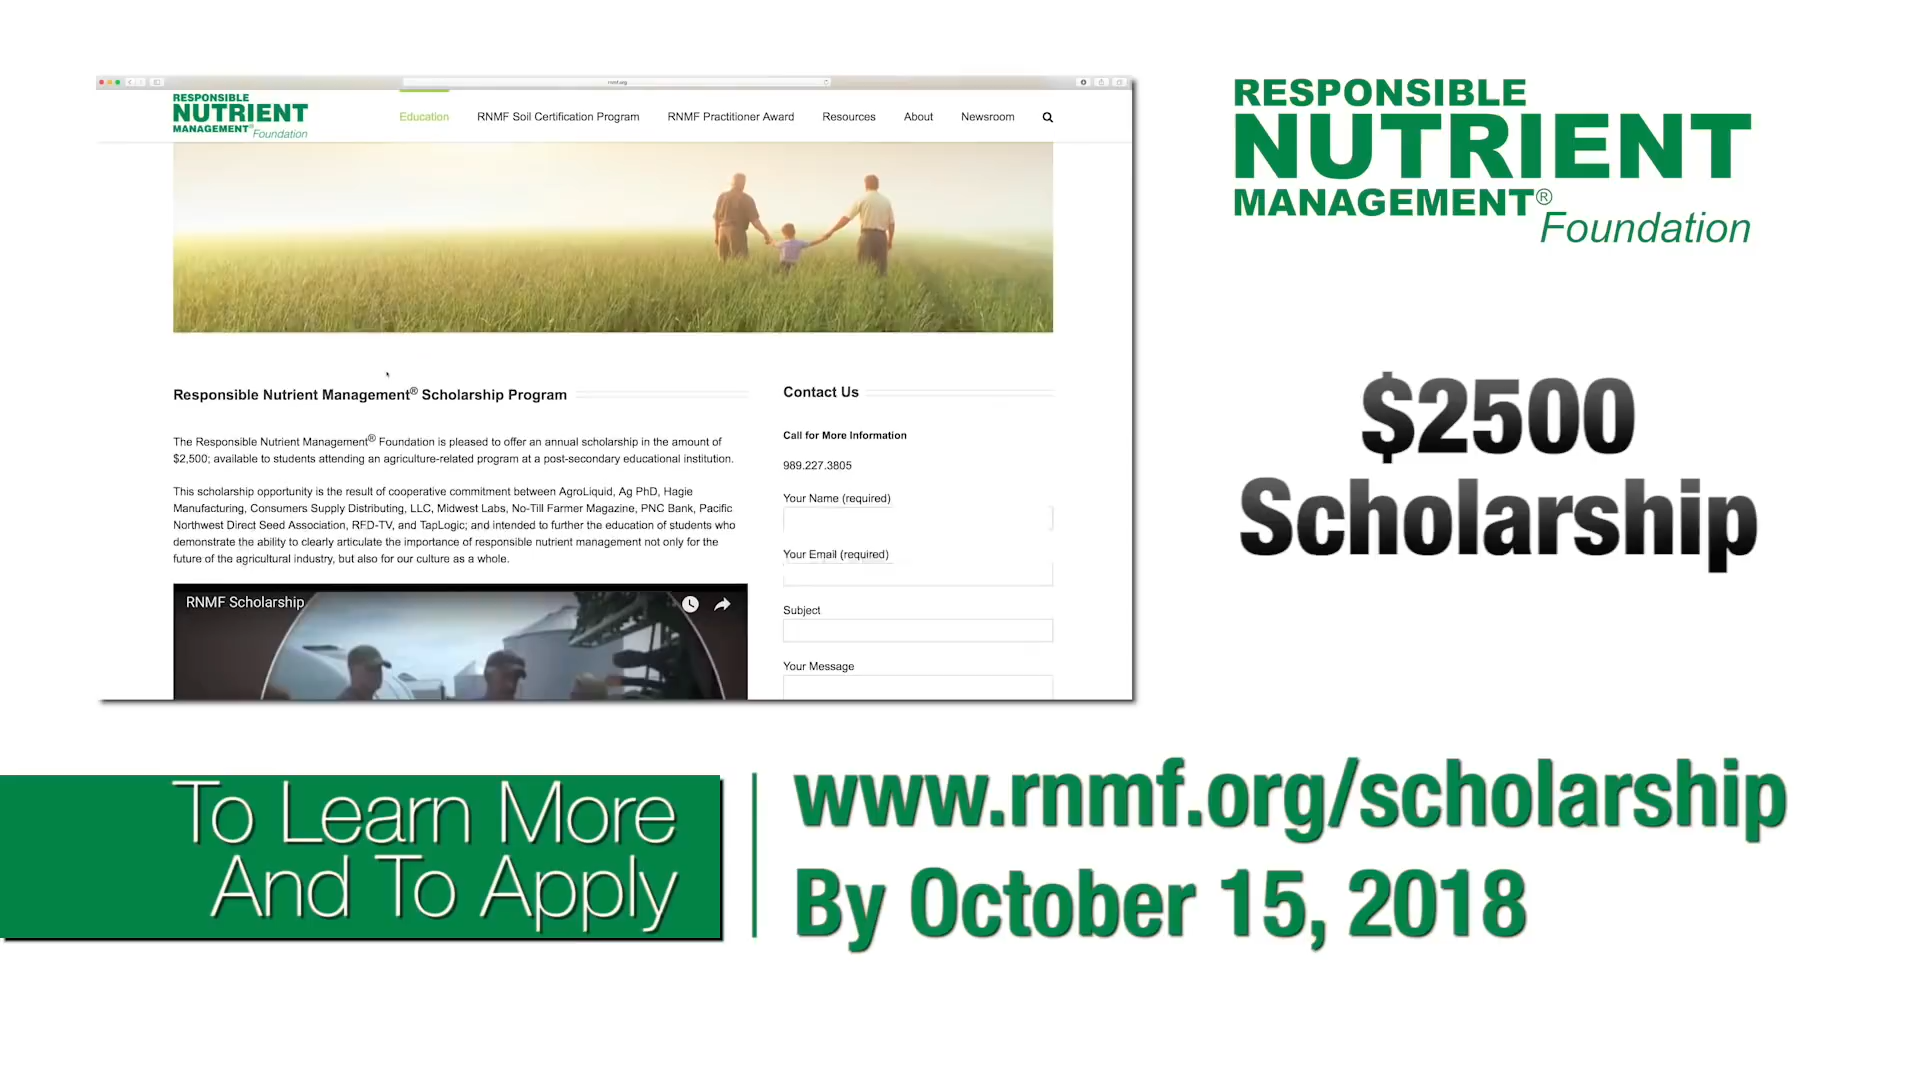 rnmf.org
RESPONSIBLE
NUTRIENT
MANAGEMENT®
Foundation
Education
RNMF Soil Certification Program
RNMF Practitioner Award
Resources
About
Newsroom
Responsible Nutrient Management® Scholarship Program
The Responsible Nutrient Management® Foundation is pleased to offer an annual scholarship in the amount of
$2,500; available to students attending an agriculture-related program at a post-secondary educational institution.
This scholarship opportunity is the result of cooperative commitment between AgroLiquid, Ag PhD, Hagie
Manufacturing, Consumers Supply Distributing, LLC, Midwest Labs, No-Till Farmer Magazine, PNC Bank, Pacific
Northwest Direct Seed Association, RFD-TV, and TapLogic; and intended to further the education of students who
demonstrate the ability to clearly articulate the importance of responsible nutrient management not only for the
future of the agricultural industry, but also for our culture as a whole.
RNMF Scholarship
Contact Us
Call for More Information
989.227.3805
Your Name (required)
Your Email (required)
Subject
Your Message
RESPONSIBLE
NUTRIENT
MANAGEMENT®
Foundation
$2500
Scholarship
To Learn More
And To Apply
www.rnmf.org/scholarship
By October 15, 2018